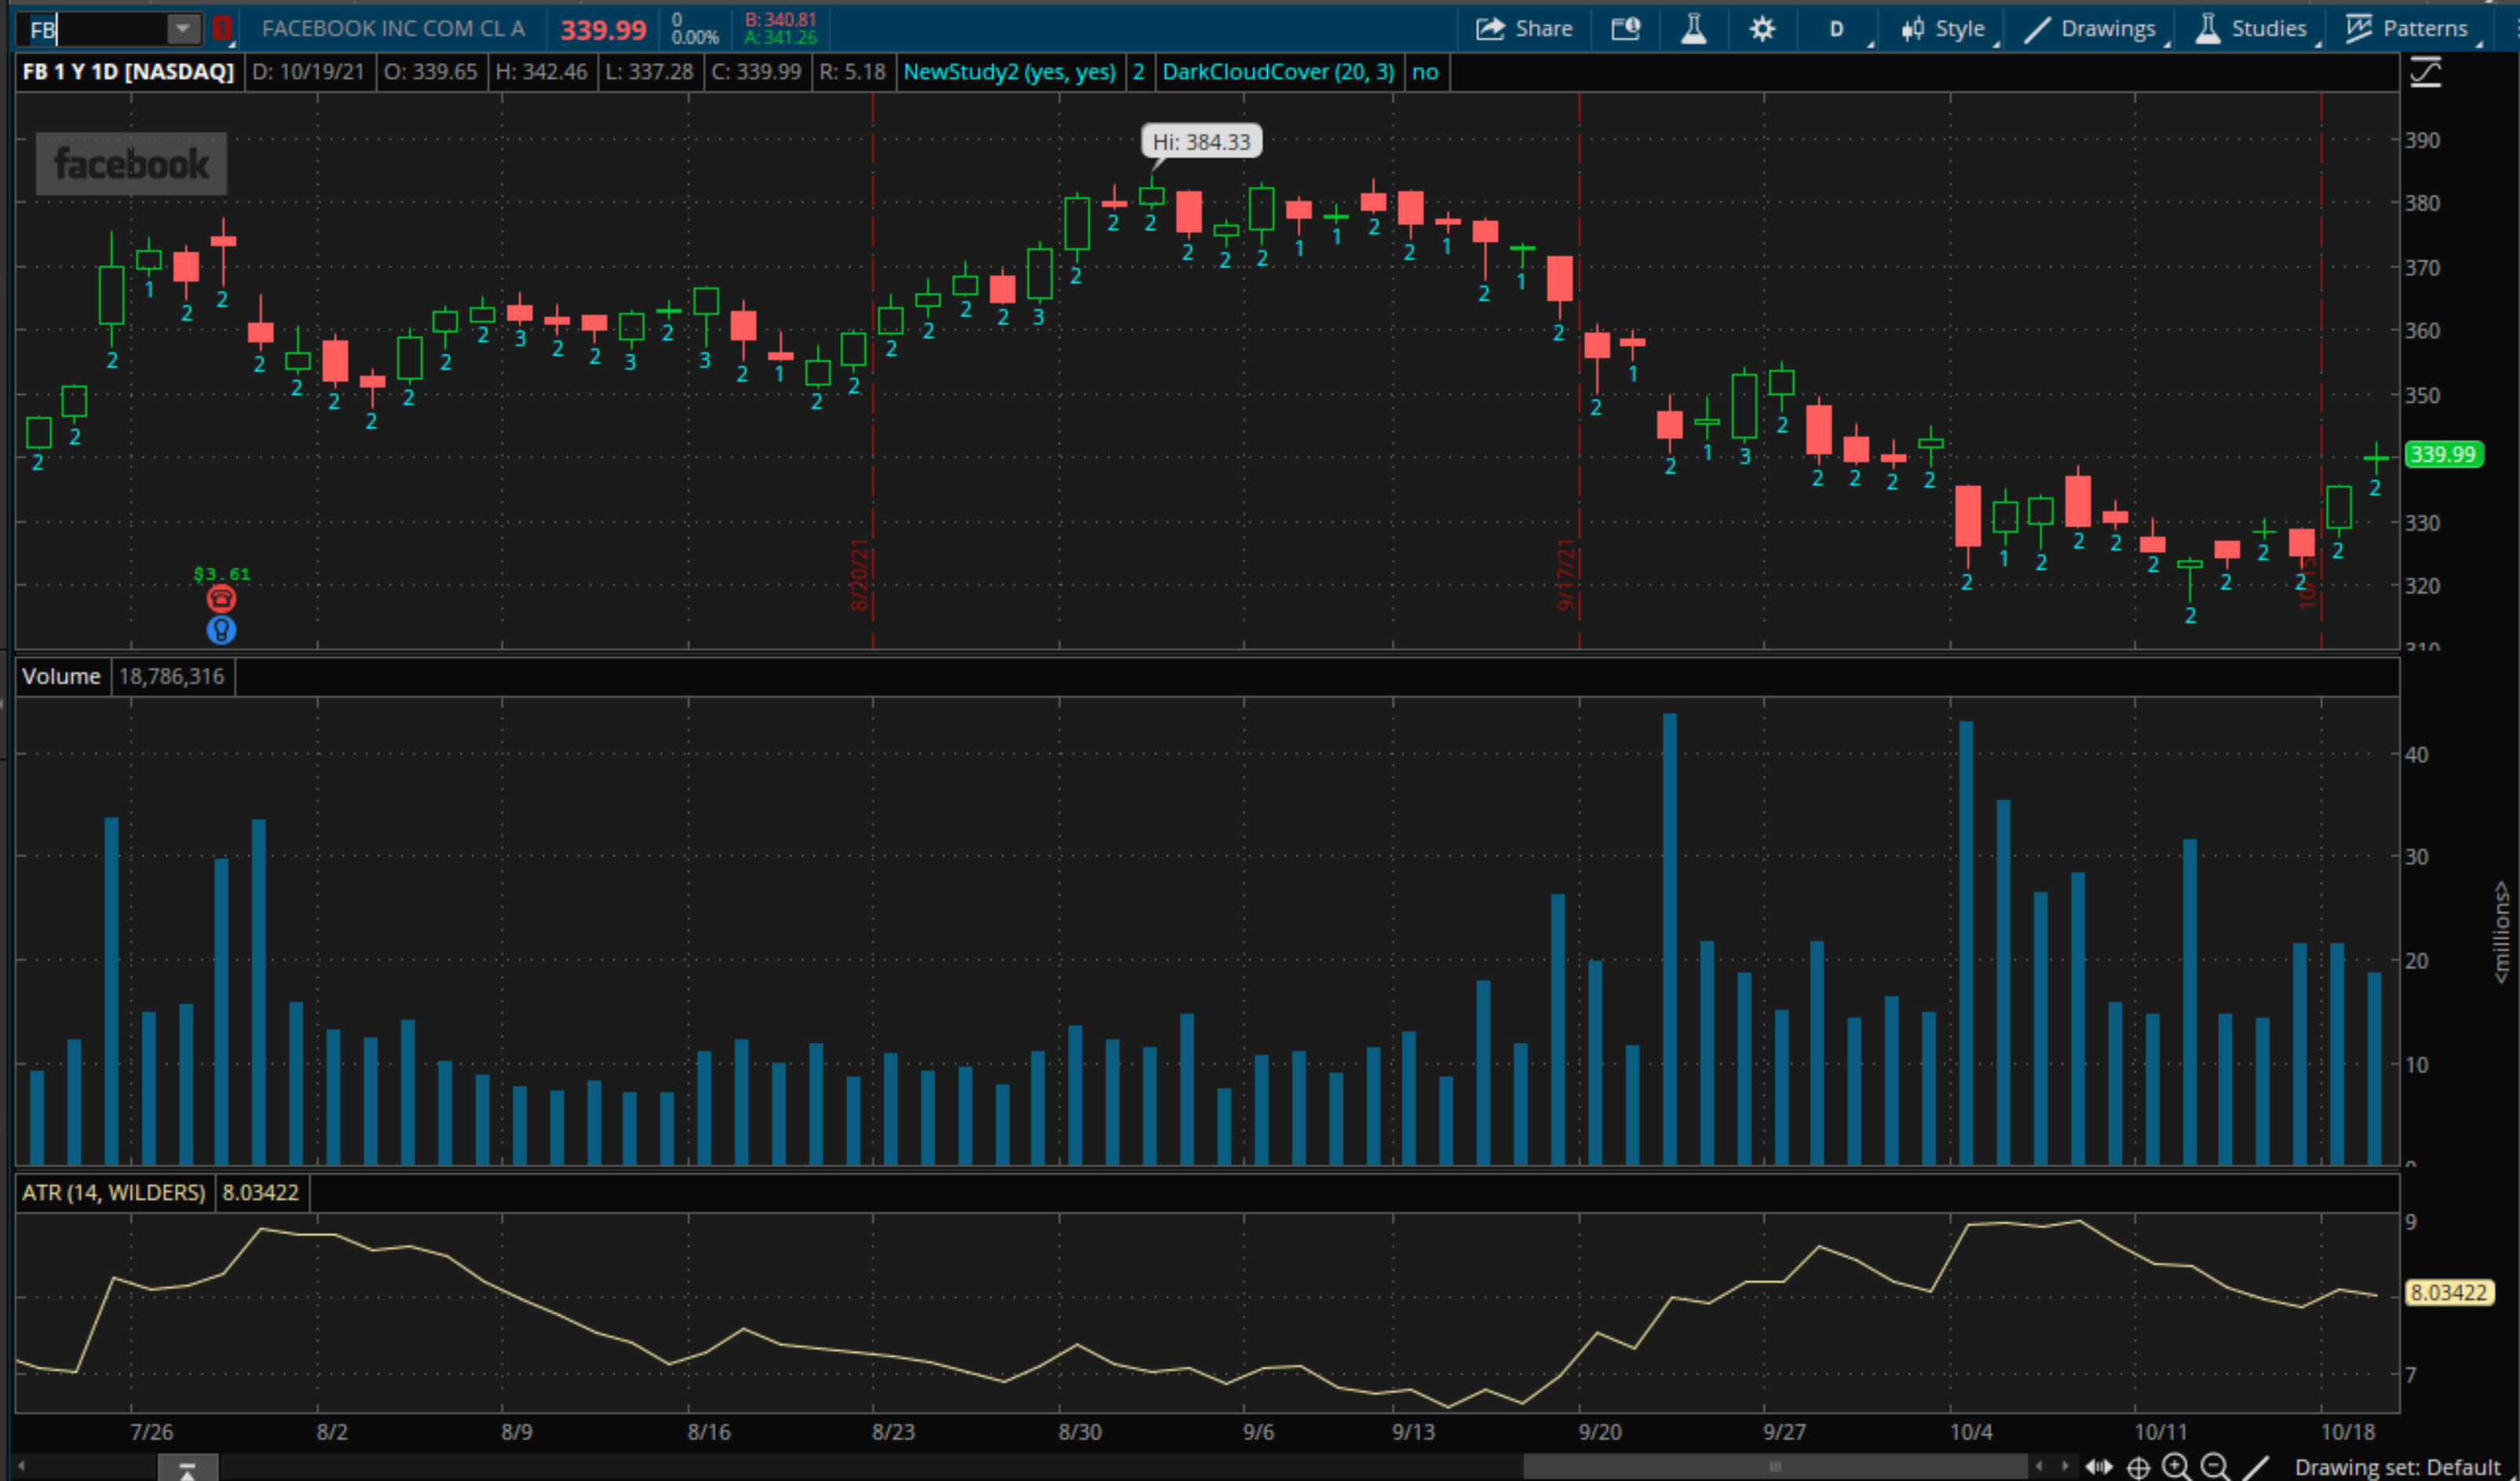 FB 1 FACEBOOK INC COM CL A 339.99 0 0.00% B: 340.81 A: 341.26 Share D Style Drawings Studies Patterns
FB 1 Y 1D [NASDAQ] D: 10/19/21 O: 339.65 H: 342.46 L: 337.28 C: 339.99 R: 5.18 NewStudy2 (yes, yes) 2 DarkCloudCover (20, 3) no
facebook
Hi: 384.33
390
380
370
360
350
339.99
330
320
310
2 2 2 1 2 2 2 2 2 2 2 2 2 3 2 2 3 2 3 2 1 2 2 2 2 2 2 3 2 2 2 2 2 2 1 1 2 2 1 2 1 2 2 1 2 1 3 2 2 2 2 2 2 1 2 2 2 2 2 2 2 2 2 2
$3.61
8/20/21
9/17/21
Volume 18,786,316
40
30
20
10
0
<millions>
ATR (14, WILDERS) 8.03422
9
8.03422
7
7/26 8/2 8/9 8/16 8/23 8/30 9/6 9/13 9/20 9/27 10/4 10/11 10/18
Drawing set: Default